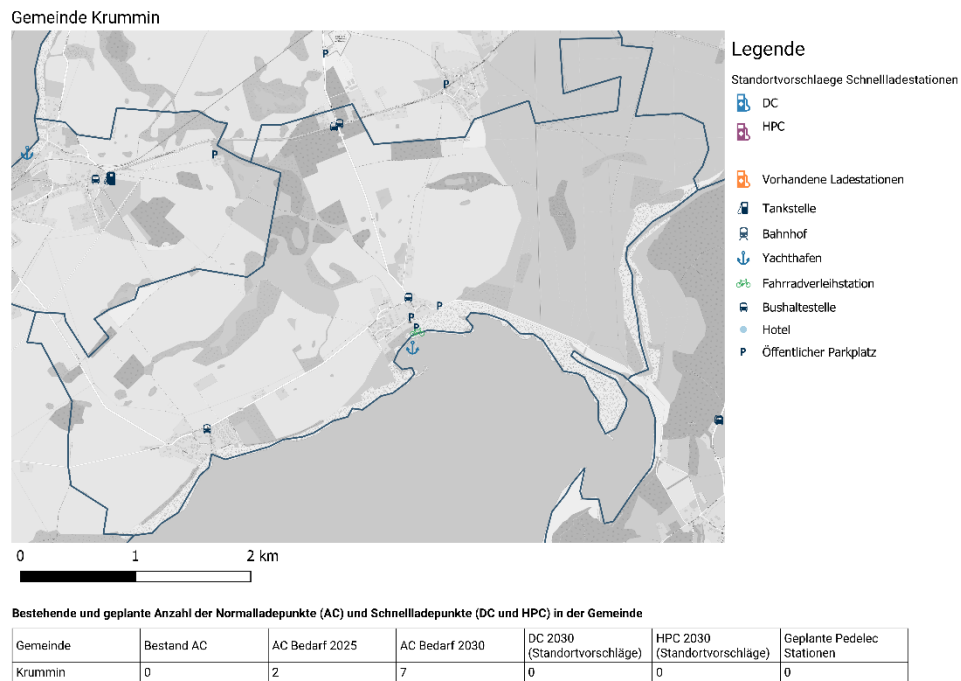 Gemeinde Krummin
Legende
Standortvorschlaege Schnellladestationen
DC
HPC
Vorhandene Ladestationen
Tankstelle
Bahnhof
Yachthafen
Fahrradverleihstation
Bushaltestelle
Hotel
P Öffentlicher Parkplatz
P
P
P
P
P
P
0 1 2 km
Bestehende und geplante Anzahl der Normalladepunkte (AC) und Schnellladepunkte (DC und HPC) in der Gemeinde
Gemeinde Bestand AC AC Bedarf 2025 AC Bedarf 2030 DC 2030 (Standortvorschläge) HPC 2030 (Standortvorschläge) Geplante Pedelec Stationen
Krummin 0 2 7 0 0 0